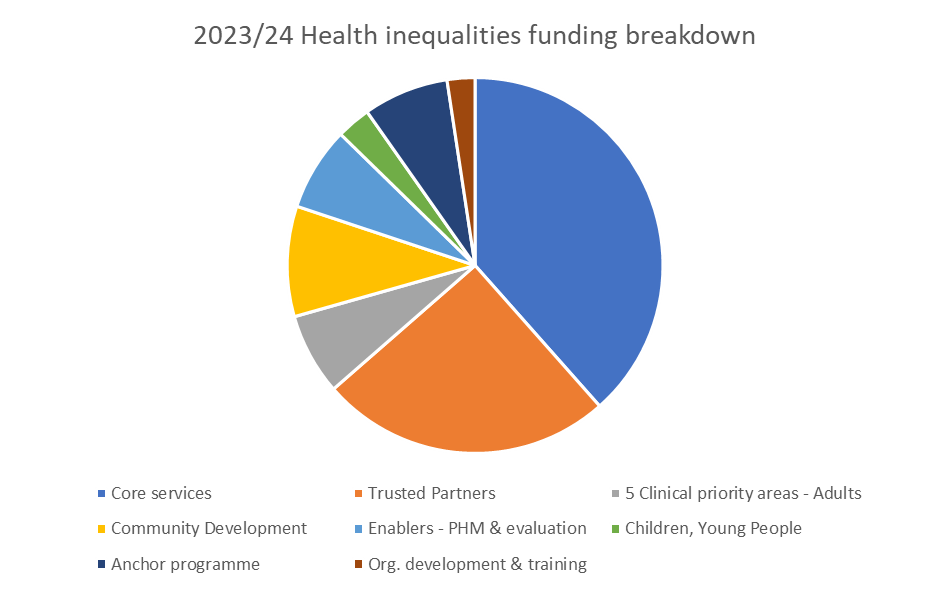 2023/24 Health inequalities funding breakdown
Core services
Trusted Partners
5 Clinical priority areas - Adults
Community Development
Enablers - PHM & evaluation
Children, Young People
Anchor programme
Org. development & training